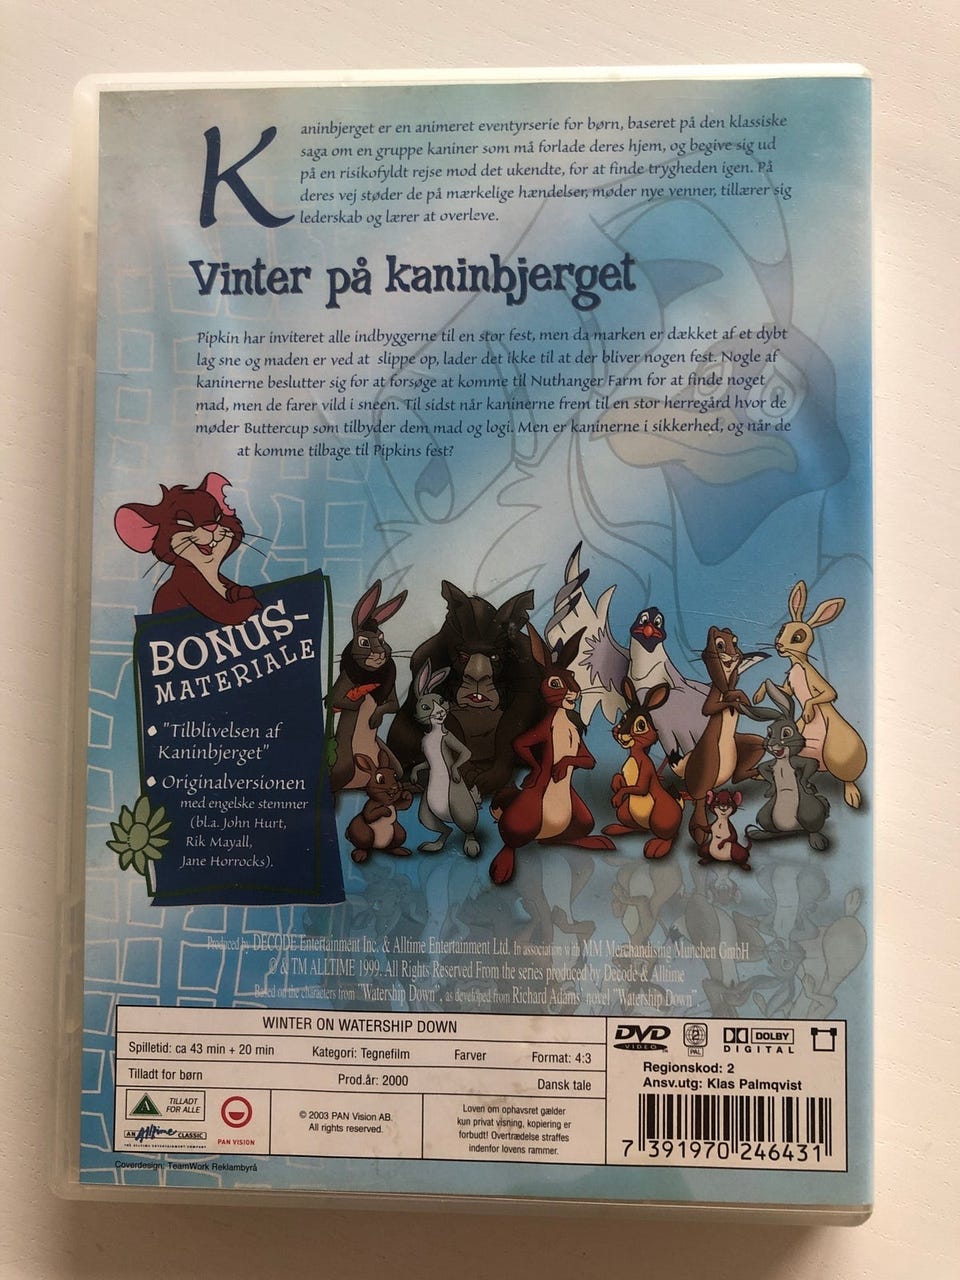 Kaninbjerget er en animeret eventyrserie for børn, baseret på den klassiske
saga om en gruppe kaniner som må forlade deres hjem, og begive sig ud
på en risikofyldt rejse mod det ukendte, for at finde trygheden igen. På
deres vej støder de på mærkelige hændelser, møder nye venner, tillærer sig
lederskab og lærer at overleve.
Vinter på kaninbjerget
Pipkin har inviteret alle indbyggerne til en stor fest, men da marken er dækket af et dybt
lag sne og maden er ved at slippe op, lader det ikke til at der bliver nogen fest. Nogle af
kaninerne beslutter sig for at forsøge at komme til Nuthanger Farm for at finde noget
mad, men de farer vild i sneen. Til sidst når kaninerne frem til en stor herregård hvor de
møder Buttercup som tilbyder dem mad og logi. Men er kaninerne i sikkerhed, og når de
at komme tilbage til Pipkins fest?
BONUS-
MATERIALE
• "Tilblivelsen af
Kaninbjerget"
• Originalversionen
med engelske stemmer
(bl.a. John Hurt,
Rik Mayall,
Jane Horrocks).
Produced by DECODE Entertainment Inc. & Alltime Entertainment Ltd. In association with MM Merchandising Munchen GmbH
© & TM ALLTIME 1999. All Rights Reserved From the series produced by Decode & Alltime
Based on the characters from "Watership Down", as developed from Richard Adams' novel "Watership Down"
WINTER ON WATERSHIP DOWN
Spilletid: ca 43 min + 20 min Kategori: Tegnefilm Farver Format: 4:3
Tilladt for børn Prod.år: 2000 Dansk tale
A TILLADT
FOR ALLE
AN Alltime CLASSIC
PAN VISION
© 2003 PAN Vision AB.
All rights reserved.
Loven om ophavsret gælder
kun privat visning, kopiering er
forbudt! Overtrædelse straffes
indenfor lovens rammer.
DVD
VIDEO
2
PAL
DOLBY
DIGITAL
Regionskod: 2
Ansv.utg: Klas Palmqvist
7 391970 246431
Coverdesign: TeamWork Reklambyrå